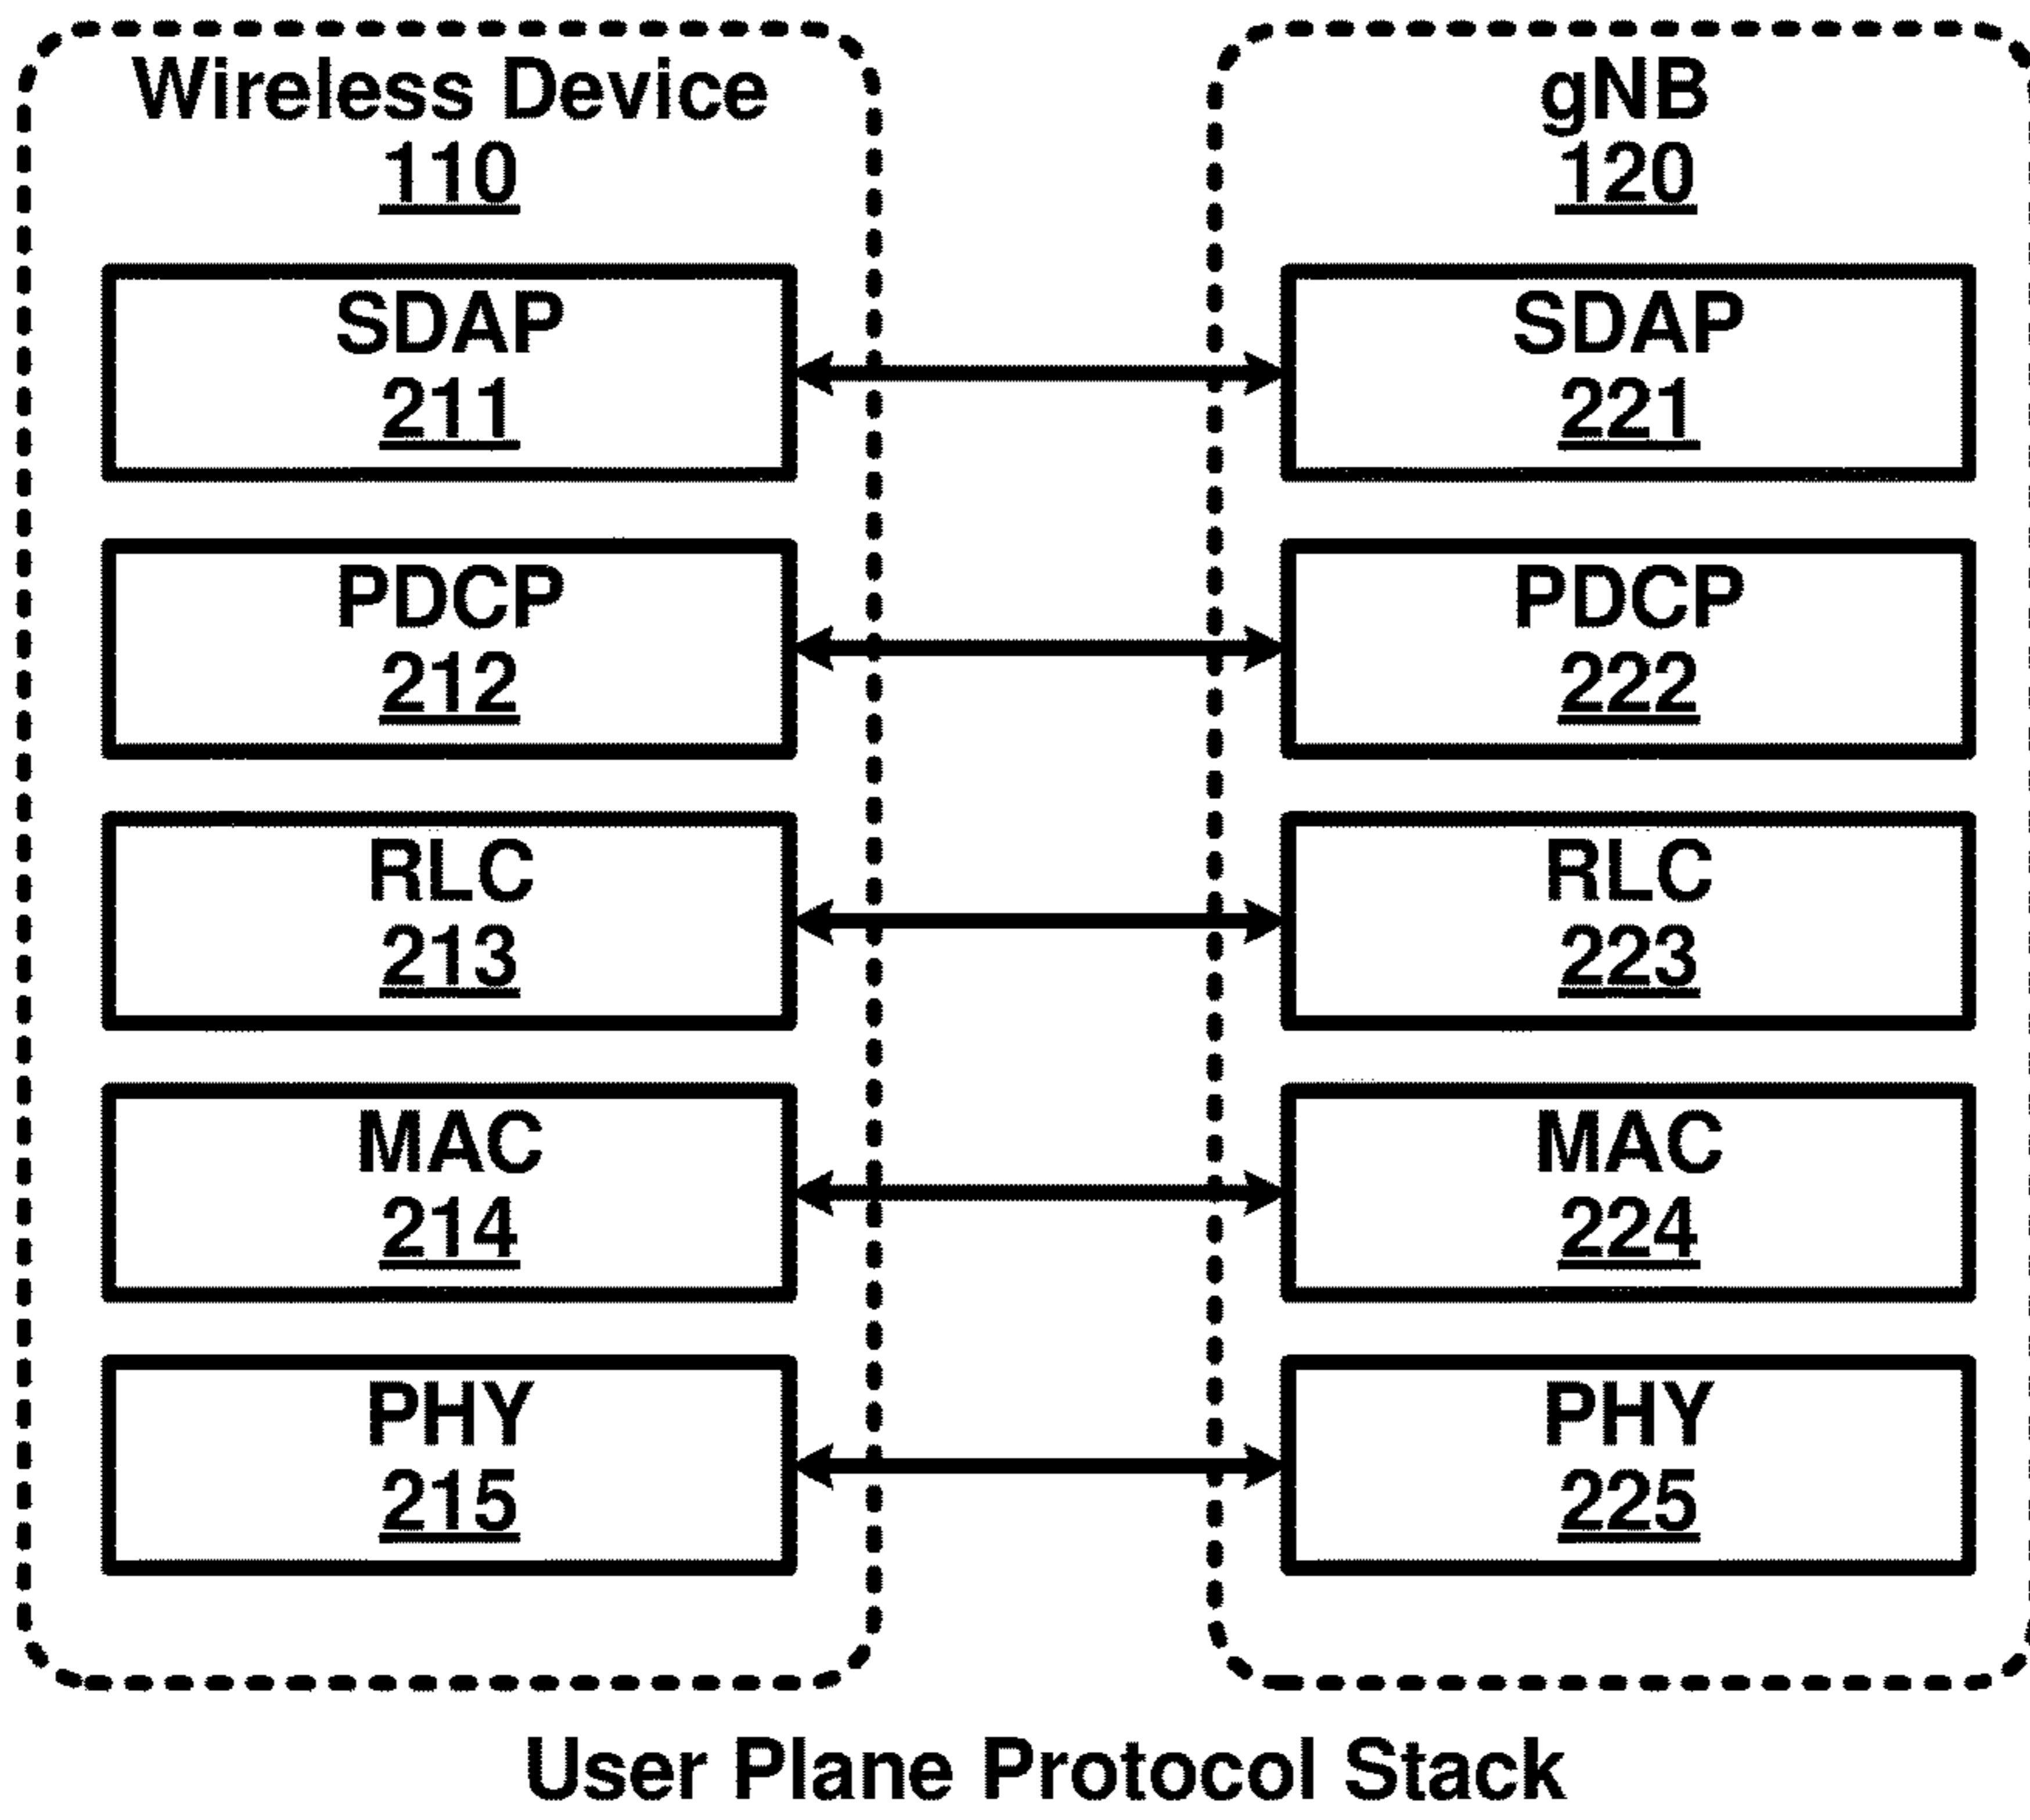 Wireless Device
110
SDAP
211
PDCP
212
RLC
213
MAC
214
PHY
215
gNB
120
SDAP
221
PDCP
222
RLC
223
MAC
224
PHY
225
User Plane Protocol Stack